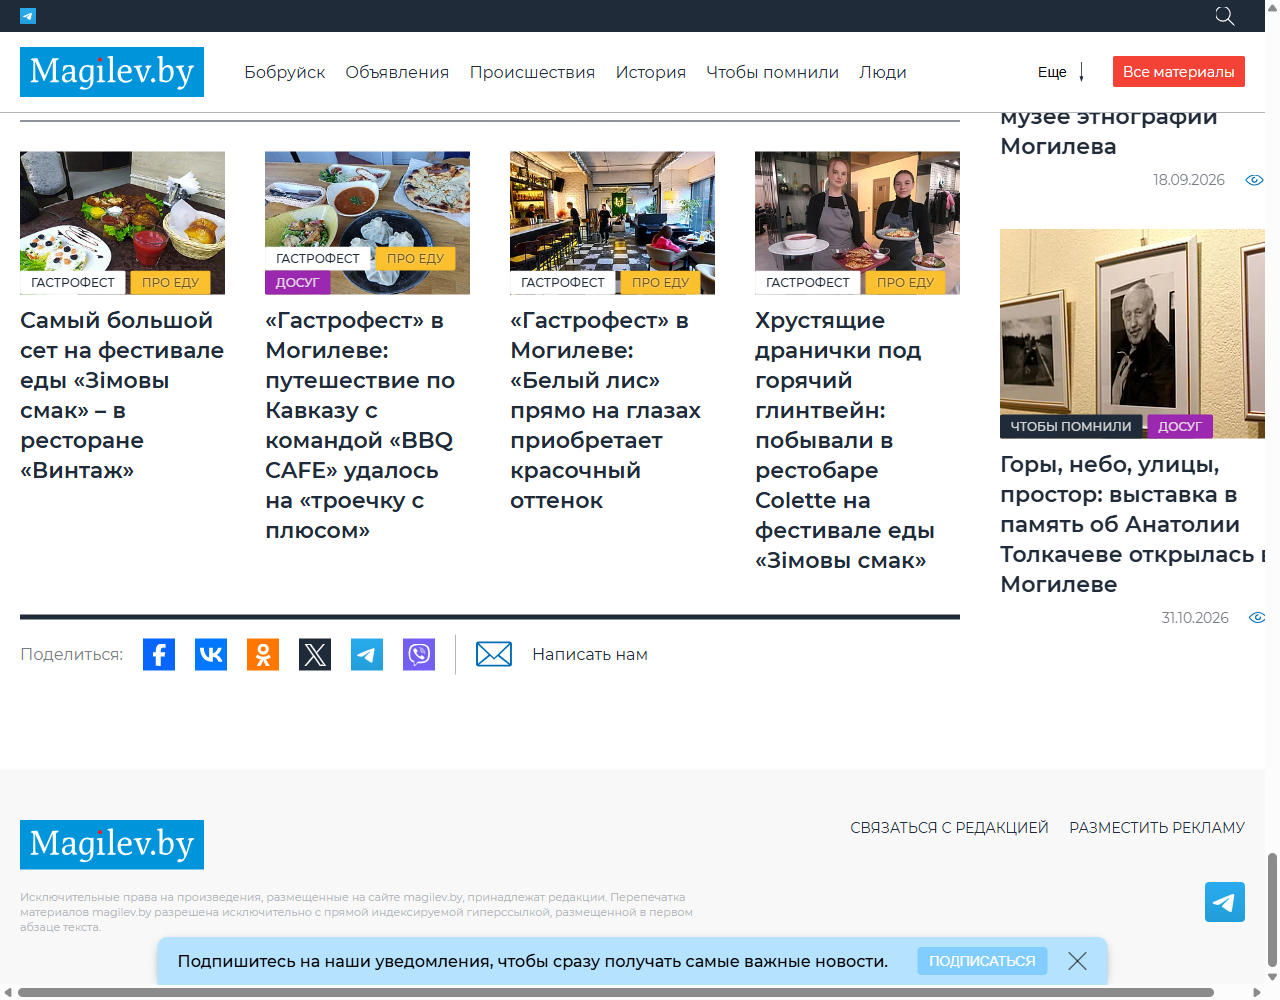 Magilev.by
Бобруйск Объявления Происшествия История Чтобы помнили Люди Еще Все материалы
музее этнографии
Могилева
18.09.2026
ГАСТРОФЕСТ ПРО ЕДУ
Самый большой
сет на фестивале
еды «Зімовы
смак» – в
ресторане
«Винтаж»
ГАСТРОФЕСТ ПРО ЕДУ
ДОСУГ
«Гастрофест» в
Могилеве:
путешествие по
Кавказу с
командой «BBQ
CAFE» удалось
на «троечку с
плюсом»
ГАСТРОФЕСТ ПРО ЕДУ
«Гастрофест» в
Могилеве:
«Белый лис»
прямо на глазах
приобретает
красочный
оттенок
ГАСТРОФЕСТ ПРО ЕДУ
Хрустящие
дранички под
горячий
глинтвейн:
побывали в
рестобаре
Colette на
фестивале еды
«Зімовы смак»
ЧТОБЫ ПОМНИЛИ ДОСУГ
Горы, небо, улицы,
простор: выставка в
память об Анатолии
Толкачеве открылась в
Могилеве
31.10.2026
Поделиться: Написать нам
Magilev.by
СВЯЗАТЬСЯ С РЕДАКЦИЕЙ РАЗМЕСТИТЬ РЕКЛАМУ
Исключительные права на произведения, размещенные на сайте magilev.by, принадлежат редакции. Перепечатка
материалов magilev.by разрешена исключительно с прямой индексируемой гиперссылкой, размещенной в первом
абзаце текста.
Подпишитесь на наши уведомления, чтобы сразу получать самые важные новости. ПОДПИСАТЬСЯ